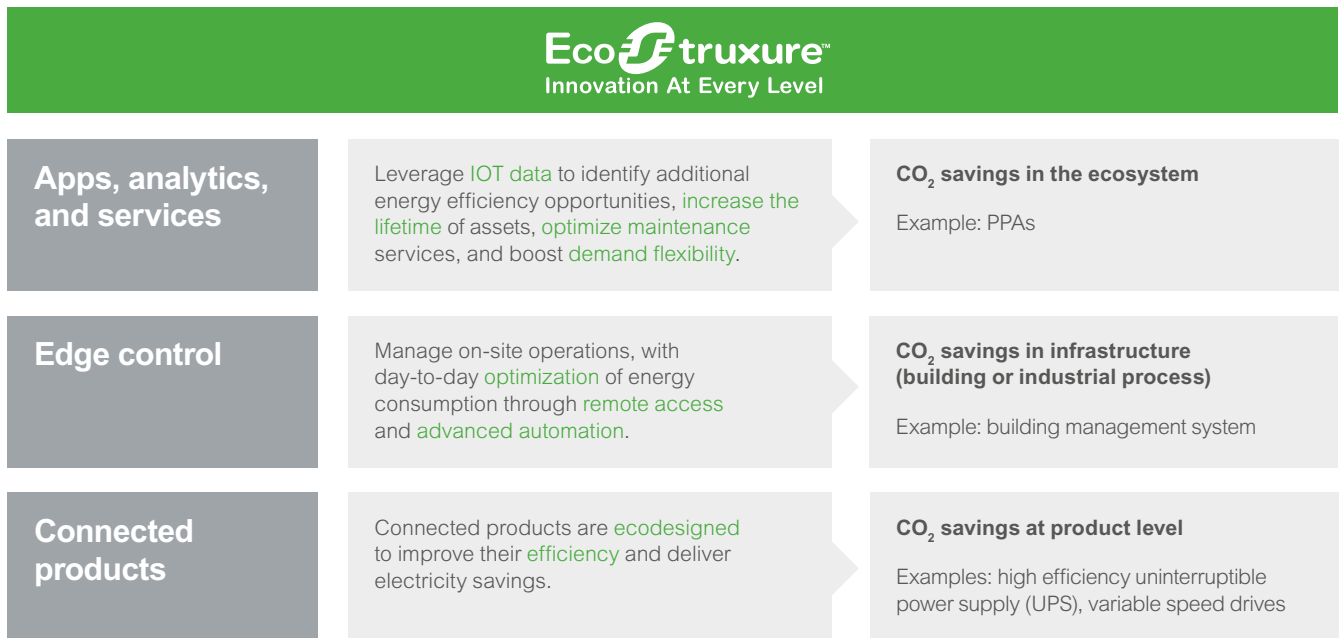 EcoStruxure™
Innovation At Every Level
Apps, analytics,
and services
Leverage IOT data to identify additional
energy efficiency opportunities, increase the
lifetime of assets, optimize maintenance
services, and boost demand flexibility.
CO₂ savings in the ecosystem
Example: PPAs
Edge control
Manage on-site operations, with
day-to-day optimization of energy
consumption through remote access
and advanced automation.
CO₂ savings in infrastructure
(building or industrial process)
Example: building management system
Connected
products
Connected products are ecodesigned
to improve their efficiency and deliver
electricity savings.
CO₂ savings at product level
Examples: high efficiency uninterruptible
power supply (UPS), variable speed drives